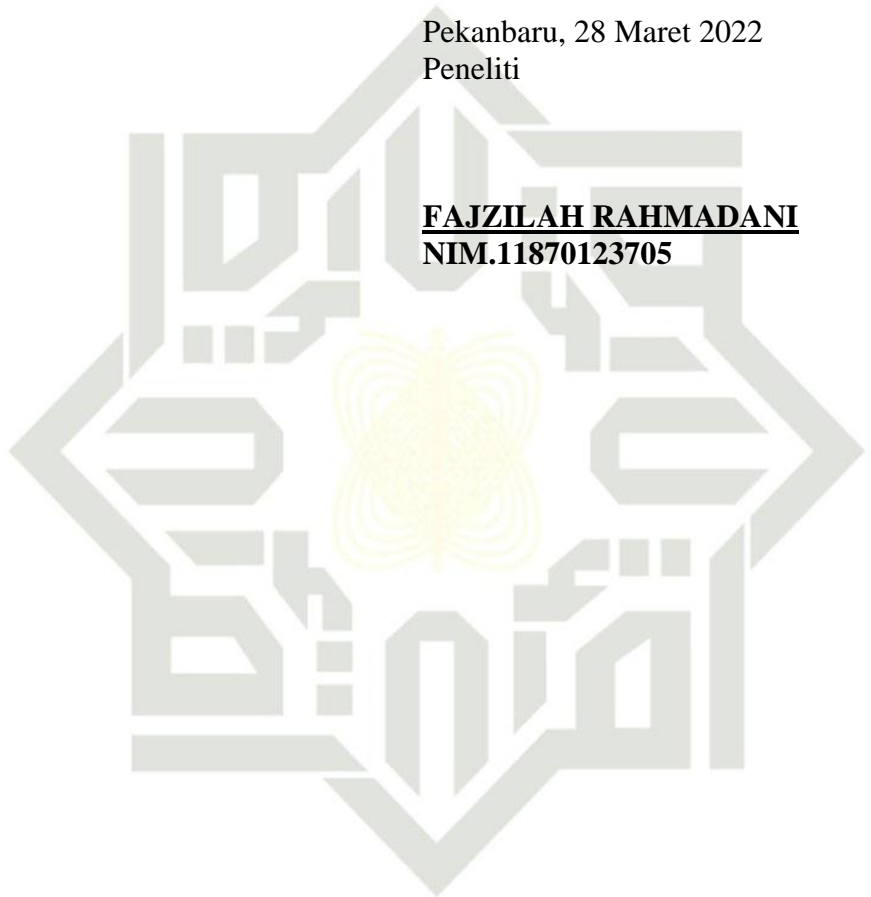 Pekanbaru, 28 Maret 2022
Peneliti
FAJZILAH RAHMADANI
NIM.11870123705